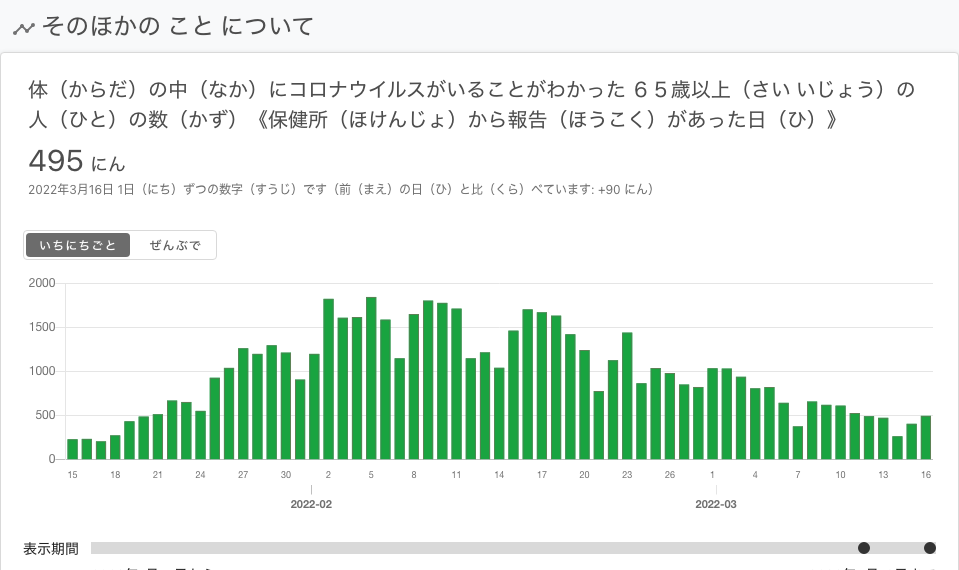 そのほかの こと について
体（からだ）の中（なか）にコロナウイルスがいることがわかった ６５歳以上（さい いじょう）の
人（ひと）の数（かず）《保健所（ほけんじょ）から報告（ほうこく）があった日（ひ）》
495 にん
2022年3月16日 1日（にち）ずつの数字（すうじ）です（前（まえ）の日（ひ）と比（くら）べています: +90 にん）
いちにちごと ぜんぶで
2000
1500
1000
500
0
15 18 21 24 27 30 2 5 8 11 14 17 20 23 26 1 4 7 10 13 16
2022-02 2022-03
表示期間